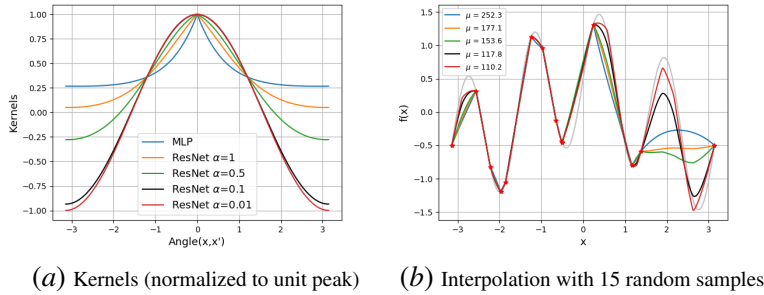 1.00
0.75
0.50
0.25
0.00
−0.25
−0.50
−0.75
−1.00
Kernels
MLP
ResNet α=1
ResNet α=0.5
ResNet α=0.1
ResNet α=0.01
−3 −2 −1 0 1 2 3
Angle(x,x')
(a) Kernels (normalized to unit peak)
μ = 252.3
μ = 177.1
μ = 153.6
μ = 117.8
μ = 110.2
1.5
1.0
0.5
0.0
−0.5
−1.0
−1.5
f(x)
−3 −2 −1 0 1 2 3
x
(b) Interpolation with 15 random samples